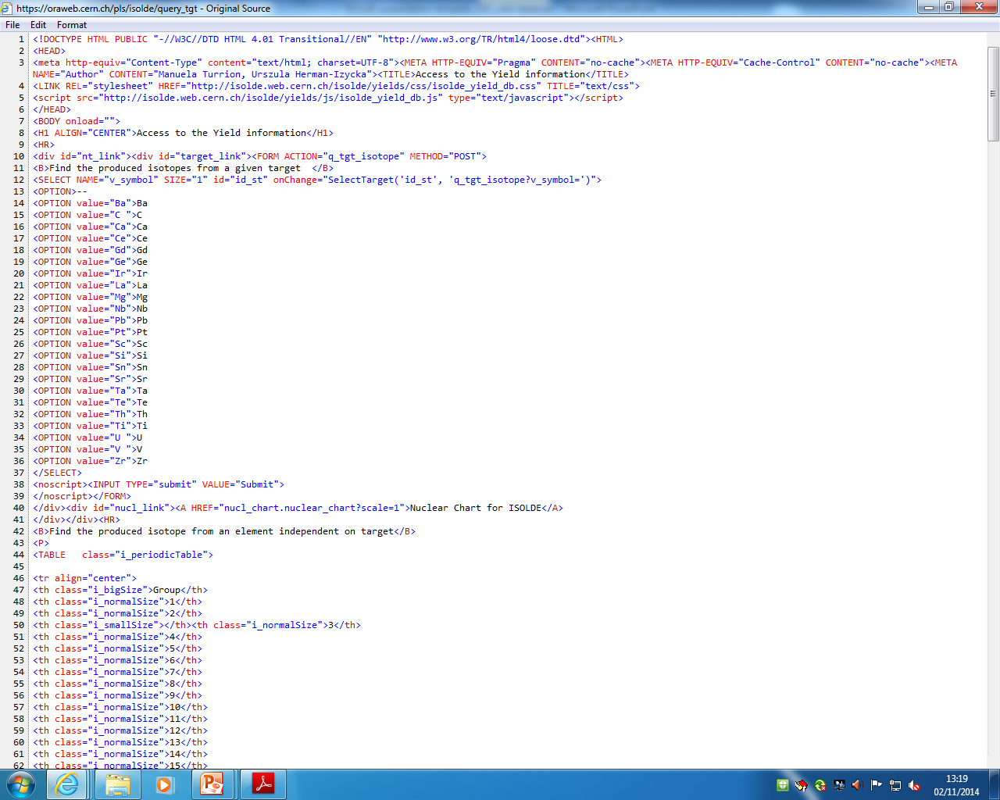 https://oraweb.cern.ch/pls/isolde/query_tgt - Original Source
File Edit Format
1 <!DOCTYPE HTML PUBLIC "-//W3C//DTD HTML 4.01 Transitional//EN" "http://www.w3.org/TR/html4/loose.dtd"><HTML>
2 <HEAD>
3 <meta http-equiv="Content-Type" content="text/html; charset=UTF-8"><META HTTP-EQUIV="Pragma" CONTENT="no-cache"><META HTTP-EQUIV="Cache-Control" CONTENT="no-cache"><META
NAME="Author" CONTENT="Manuela Turrion, Urszula Herman-Izycka"><TITLE>Access to the Yield information</TITLE>
4 <LINK REL="stylesheet" HREF="http://isolde.web.cern.ch/isolde/yields/css/isolde_yield_db.css" TITLE="text/css">
5 <script src="http://isolde.web.cern.ch/isolde/yields/js/isolde_yield_db.js" type="text/javascript"></script>
6 </HEAD>
7 <BODY onload="">
8 <H1 ALIGN="CENTER">Access to the Yield information</H1>
9 <HR>
10 <div id="nt_link"><div id="target_link"><FORM ACTION="q_tgt_isotope" METHOD="POST">
11 <B>Find the produced isotopes from a given target  </B>
12 <SELECT NAME="v_symbol" SIZE="1" id="id_st" onChange="SelectTarget('id_st', 'q_tgt_isotope?v_symbol=')">
13 <OPTION>--
14 <OPTION value="Ba">Ba
15 <OPTION value="C ">C
16 <OPTION value="Ca">Ca
17 <OPTION value="Ce">Ce
18 <OPTION value="Gd">Gd
19 <OPTION value="Ge">Ge
20 <OPTION value="Ir">Ir
21 <OPTION value="La">La
22 <OPTION value="Mg">Mg
23 <OPTION value="Nb">Nb
24 <OPTION value="Pb">Pb
25 <OPTION value="Pt">Pt
26 <OPTION value="Sc">Sc
27 <OPTION value="Si">Si
28 <OPTION value="Sn">Sn
29 <OPTION value="Sr">Sr
30 <OPTION value="Ta">Ta
31 <OPTION value="Te">Te
32 <OPTION value="Th">Th
33 <OPTION value="Ti">Ti
34 <OPTION value="U ">U
35 <OPTION value="V ">V
36 <OPTION value="Zr">Zr
37 </SELECT>
38 <noscript><INPUT TYPE="submit" VALUE="Submit">
39 </noscript></FORM>
40 </div><div id="nucl_link"><A HREF="nucl_chart.nuclear_chart?scale=1">Nuclear Chart for ISOLDE</A>
41 </div></div><HR>
42 <B>Find the produced isotope from an element independent on target</B>
43 <P>
44 <TABLE   class="i_periodicTable">
45
46 <tr align="center">
47 <th class="i_bigSize">Group</th>
48 <th class="i_normalSize">1</th>
49 <th class="i_normalSize">2</th>
50 <th class="i_smallSize"></th><th class="i_normalSize">3</th>
51 <th class="i_normalSize">4</th>
52 <th class="i_normalSize">5</th>
53 <th class="i_normalSize">6</th>
54 <th class="i_normalSize">7</th>
55 <th class="i_normalSize">8</th>
56 <th class="i_normalSize">9</th>
57 <th class="i_normalSize">10</th>
58 <th class="i_normalSize">11</th>
59 <th class="i_normalSize">12</th>
60 <th class="i_normalSize">13</th>
61 <th class="i_normalSize">14</th>
62 <th class="i_normalSize">15</th>
13:19
02/11/2014